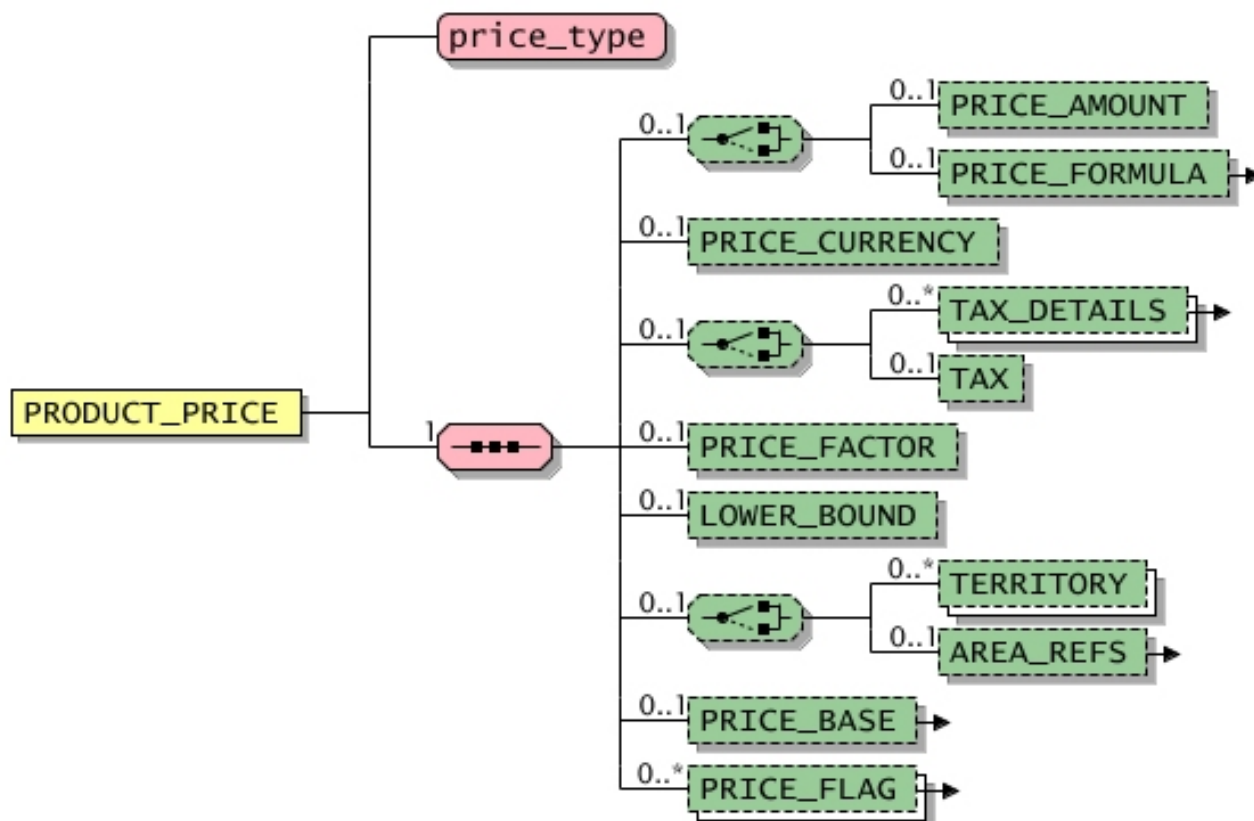 price_type
0..1
PRICE_AMOUNT
0..1
0..1
PRICE_FORMULA
0..1
PRICE_CURRENCY
0..*
TAX_DETAILS
0..1
0..1
TAX
PRODUCT_PRICE
1
0..1
PRICE_FACTOR
0..1
LOWER_BOUND
0..*
TERRITORY
0..1
0..1
AREA_REFS
0..1
PRICE_BASE
0..*
PRICE_FLAG